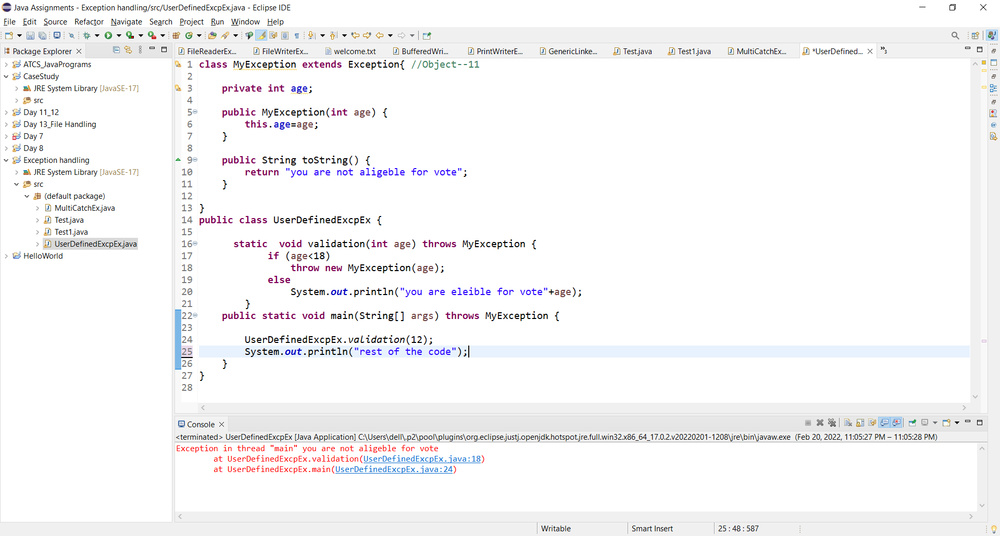 Java Assignments - Exception handling/src/UserDefinedExcpEx.java - Eclipse IDE
File Edit Source Refactor Navigate Search Project Run Window Help
Package Explorer
FileReaderEx... FileWriterEx... welcome.txt BufferedWri... PrintWriterE... GenericLinke... Test.java Test1.java MultiCatchEx... *UserDefined... »3
ATCS_JavaPrograms
CaseStudy
JRE System Library [JavaSE-17]
src
Day 11_12
Day 13_File Handling
Day 7
Day 8
Exception handling
JRE System Library [JavaSE-17]
src
(default package)
MultiCatchEx.java
Test.java
Test1.java
UserDefinedExcpEx.java
HelloWorld
1 class MyException extends Exception{ //Object--11
2
3 private int age;
4
5 public MyException(int age) {
6 this.age=age;
7 }
8
9 public String toString() {
10 return "you are not aligeble for vote";
11 }
12
13 }
14 public class UserDefinedExcpEx {
15
16 static  void validation(int age) throws MyException {
17 if (age<18)
18 throw new MyException(age);
19 else
20 System.out.println("you are eleible for vote"+age);
21 }
22 public static void main(String[] args) throws MyException {
23
24 UserDefinedExcpEx.validation(12);
25 System.out.println("rest of the code");
26 }
27 }
28
Console
<terminated> UserDefinedExcpEx [Java Application] C:\Users\dell\.p2\pool\plugins\org.eclipse.justj.openjdk.hotspot.jre.full.win32.x86_64_17.0.2.v20220201-1208\jre\bin\javaw.exe (Feb 20, 2022, 11:05:27 PM – 11:05:28 PM)
Exception in thread "main" you are not aligeble for vote
at UserDefinedExcpEx.validation(UserDefinedExcpEx.java:18)
at UserDefinedExcpEx.main(UserDefinedExcpEx.java:24)
Writable Smart Insert 25 : 48 : 587